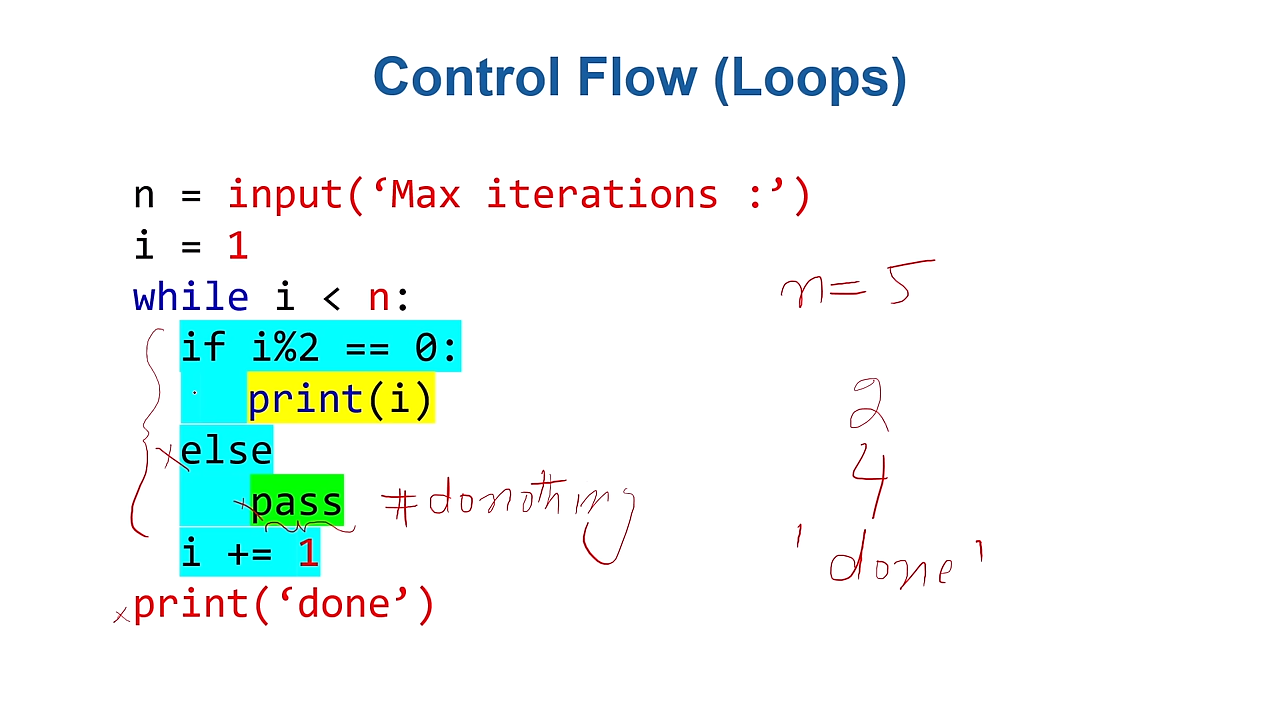 Control Flow (Loops)
n = input(‘Max iterations :’)
i = 1
while i < n:
if i%2 == 0:
print(i)
else
pass #donothing
i += 1
print(‘done’)
n=5
2
4
'done'